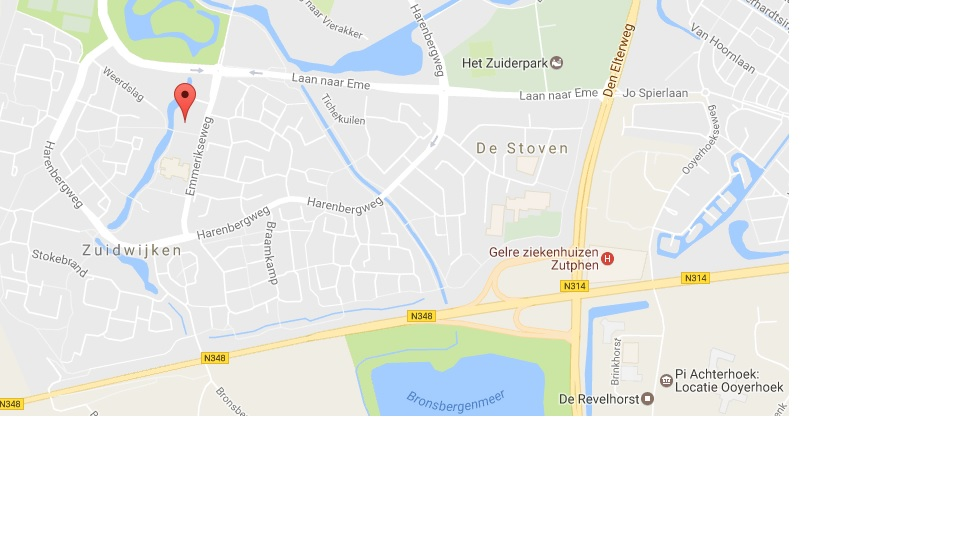 naar Vierakker
Harenbergweg
Den Elterweg
Van Hoornlaan
Het Zuiderpark
Weerdslag
Laan naar Eme
Laan naar Eme
Jo Spierlaan
Tichelkuilen
Ooyerhoekseweg
Emmerikseweg
De Stoven
Harenbergweg
Harenbergweg
Harenbergweg
Braamkamp
Zuidwijken
Stokebrand
Gelre ziekenhuizen
Zutphen
H
N314
N314
N348
N348
N348
Brinkhorst
Pi Achterhoek:
Locatie Ooyerhoek
De Revelhorst
Bronsbergenmeer